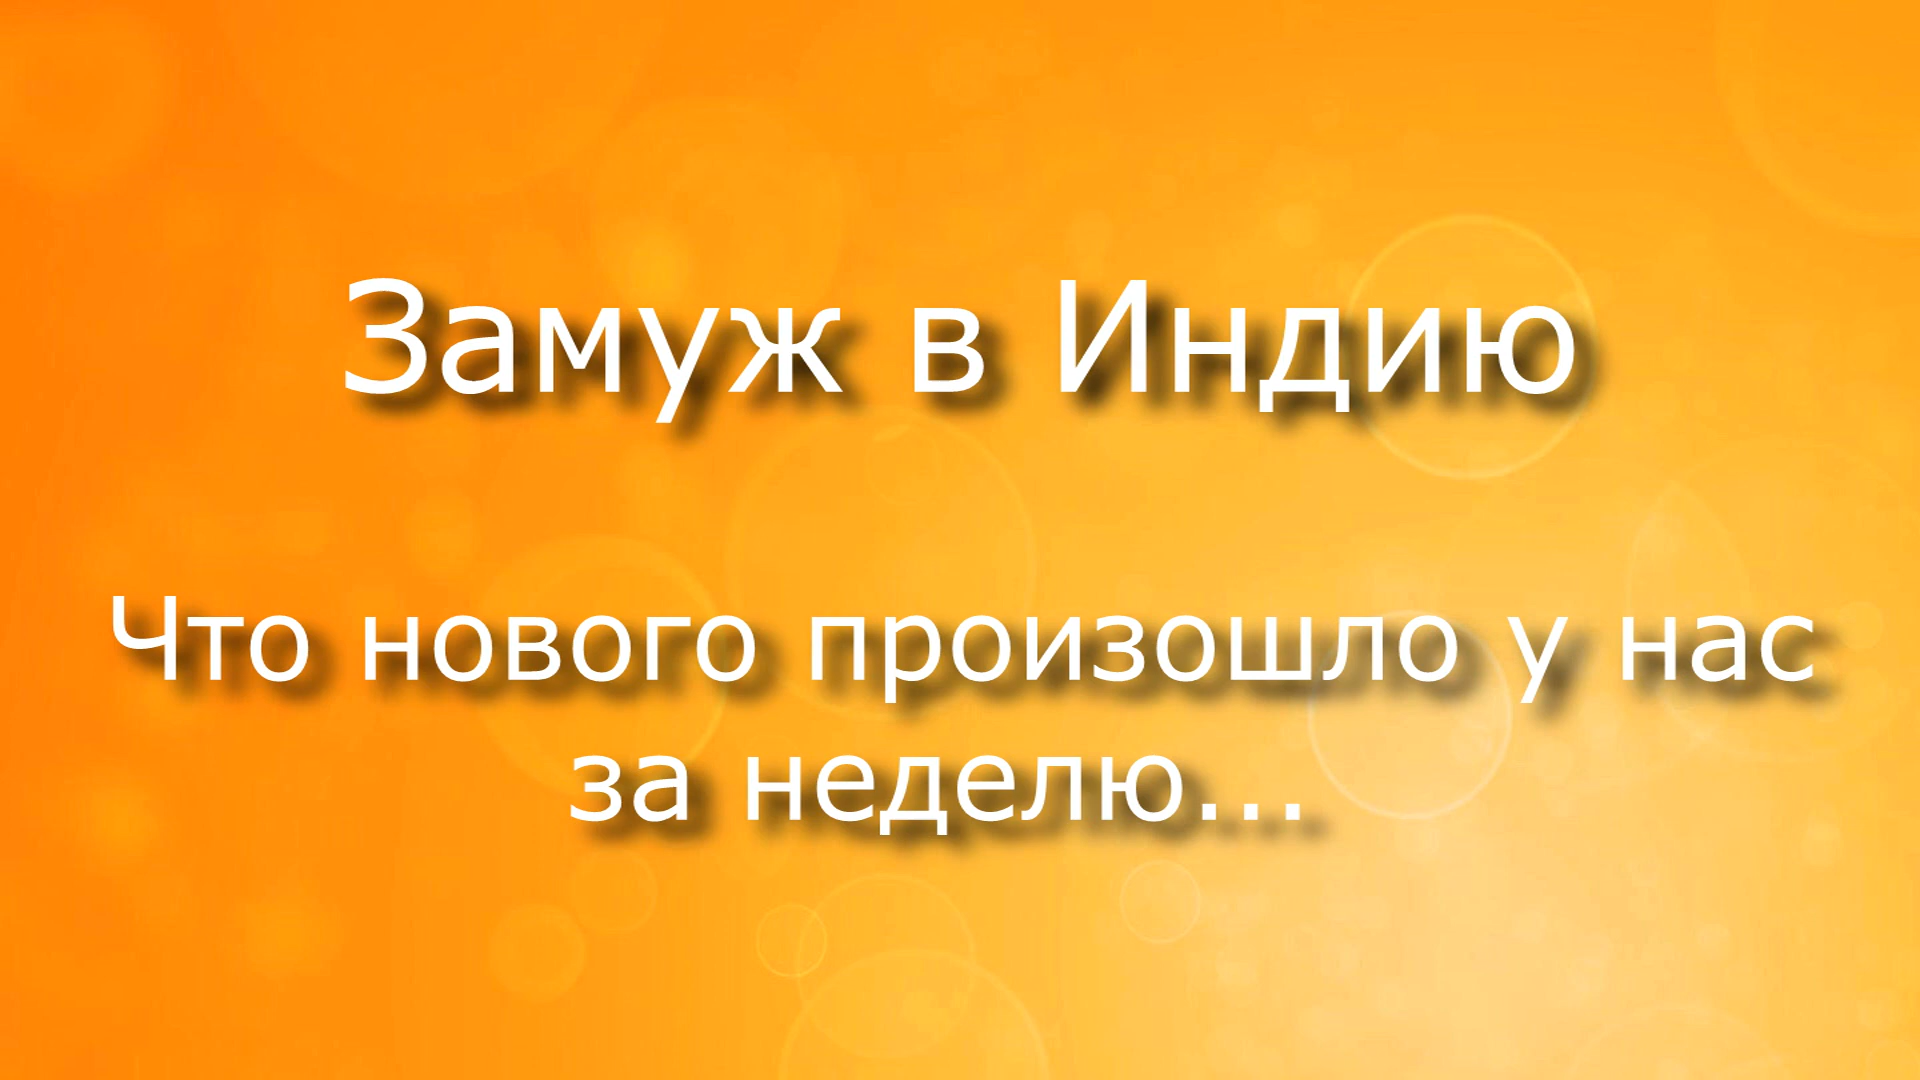 Замуж в Индию
Что нового произошло у нас
за неделю...